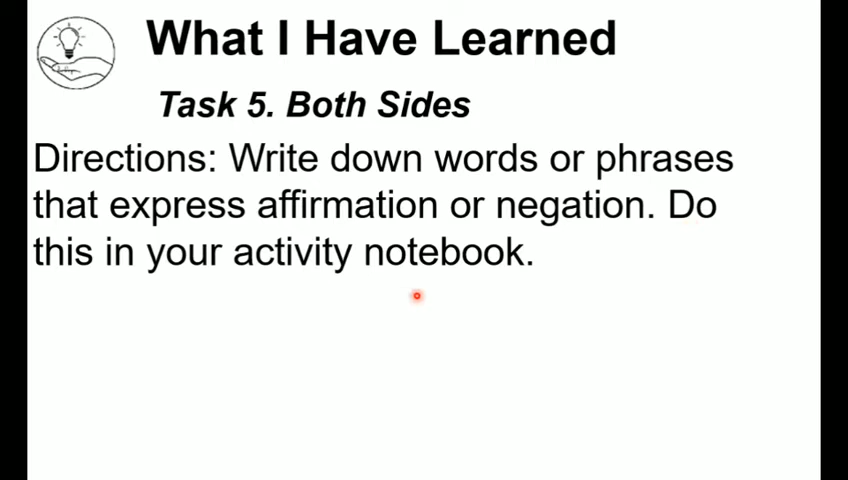 What I Have Learned
Task 5. Both Sides
Directions: Write down words or phrases
that express affirmation or negation. Do
this in your activity notebook.